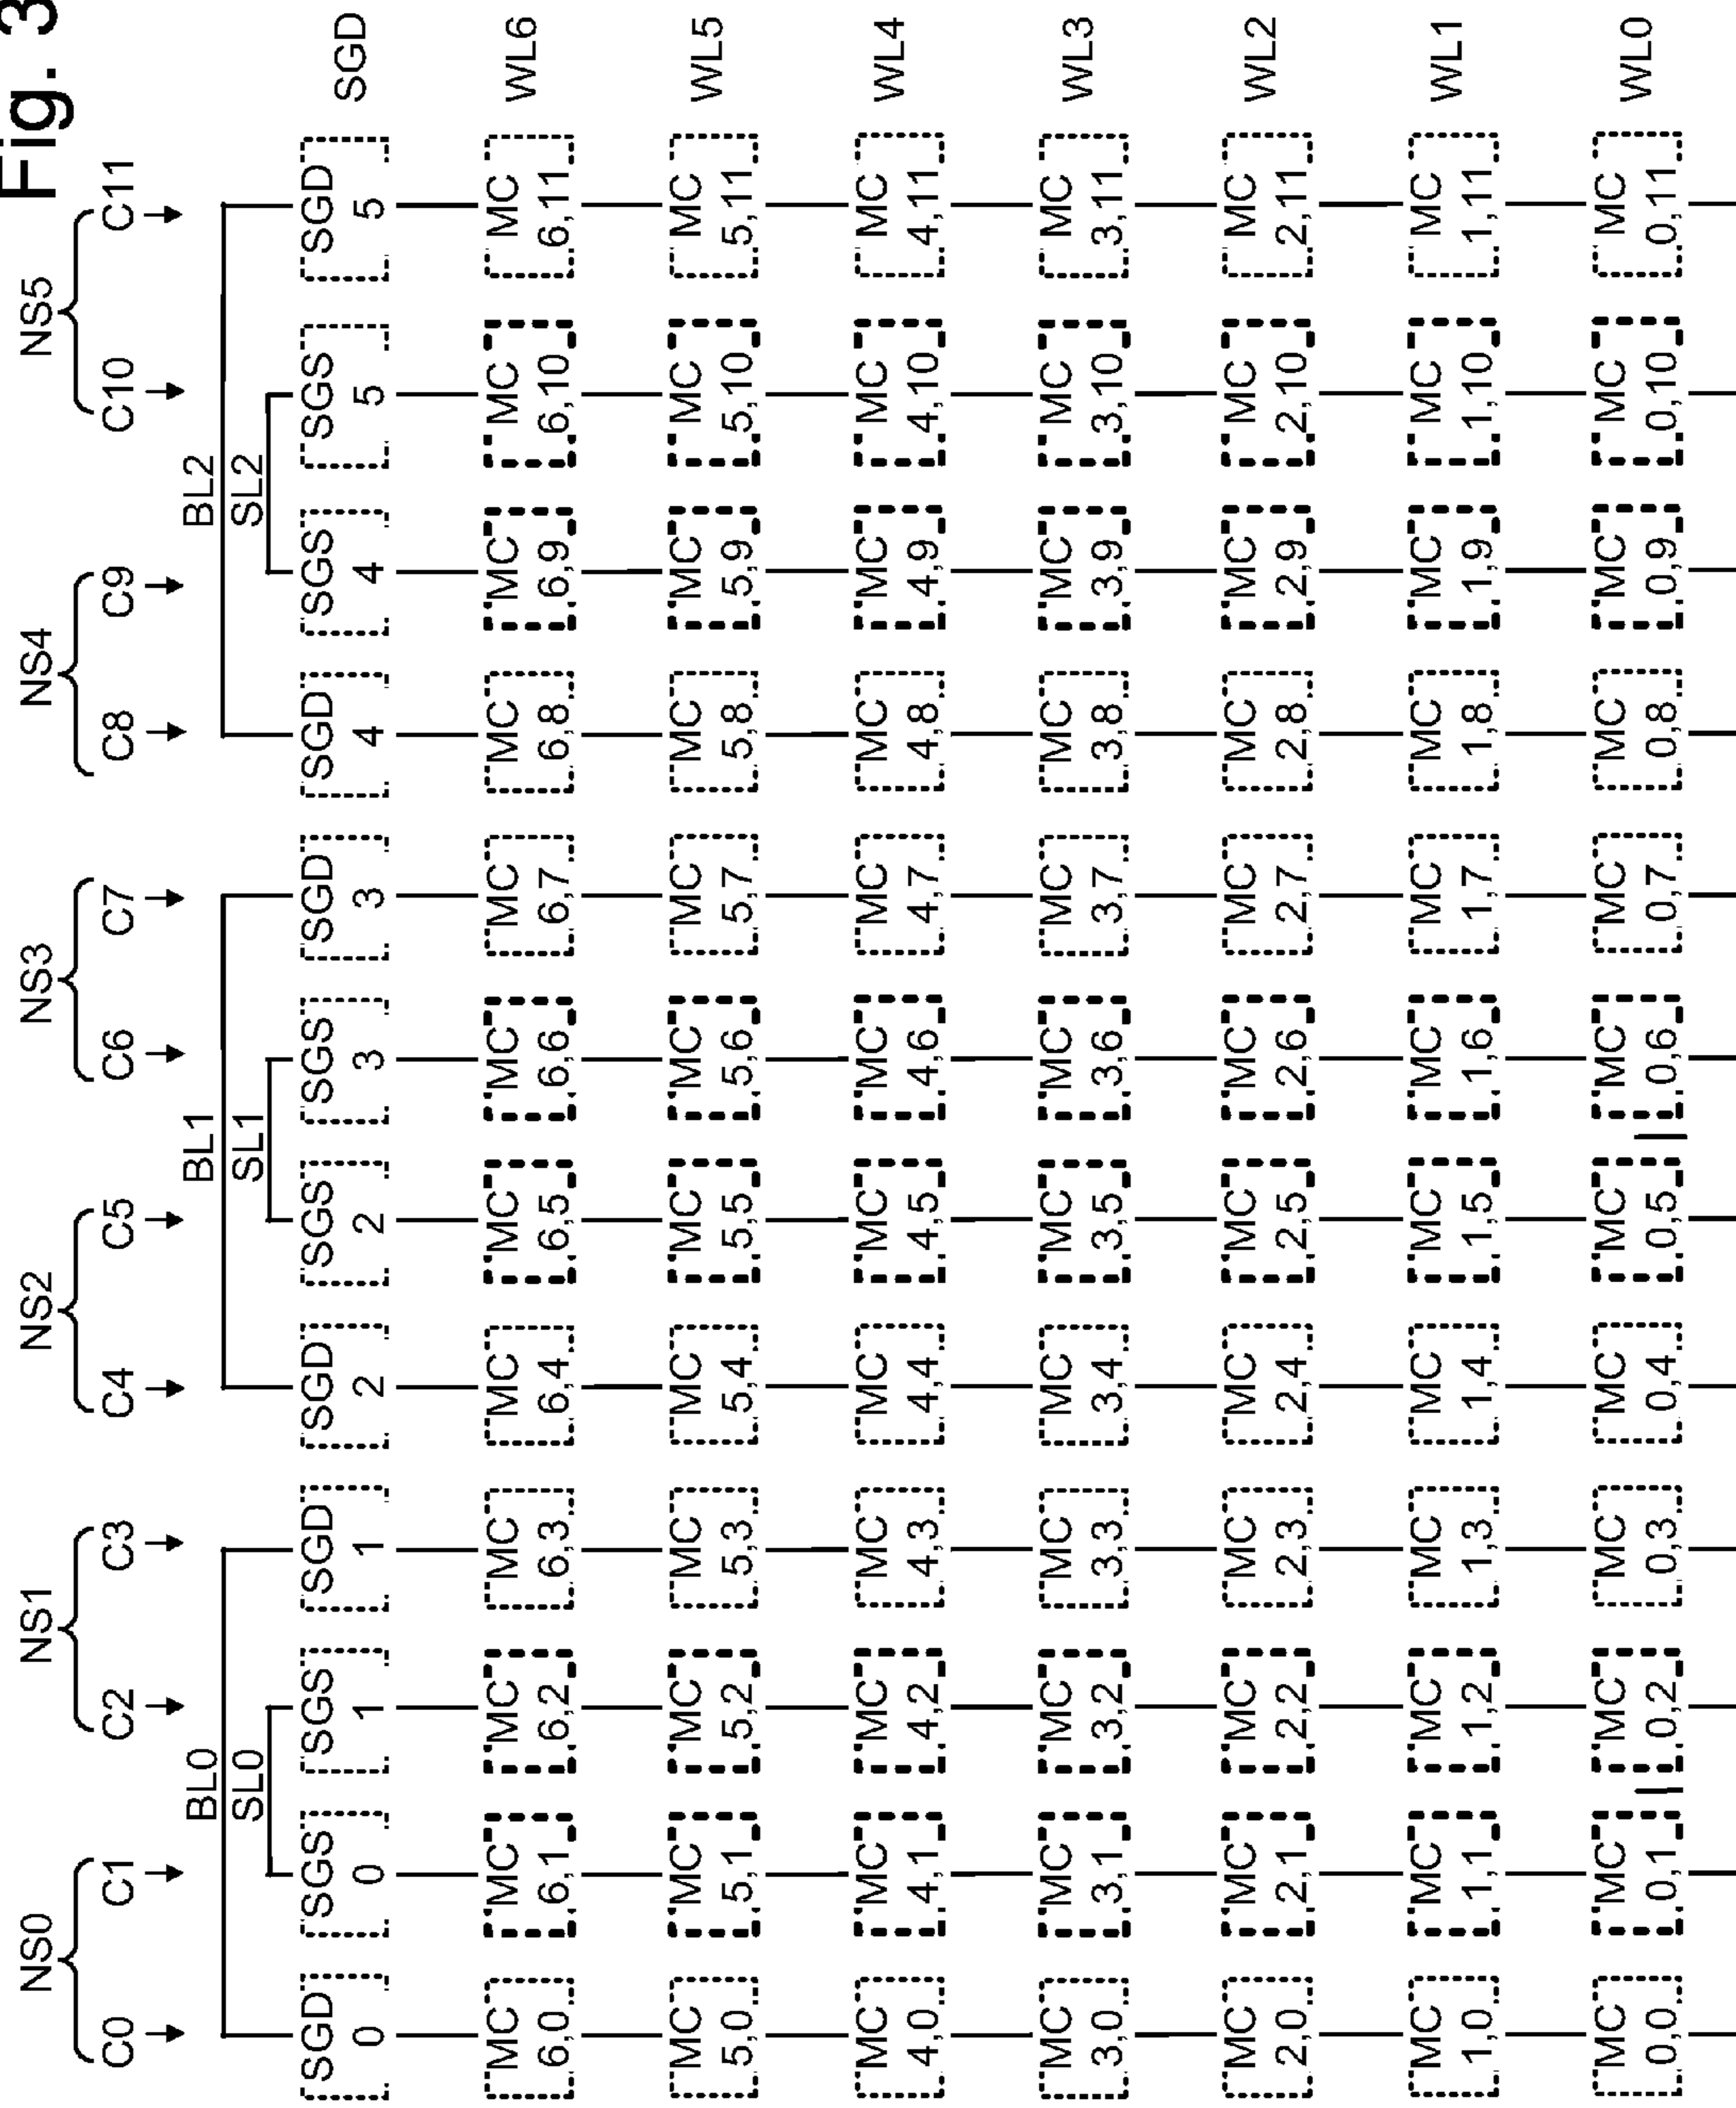 Fig. 3
NS0 NS1 NS2 NS3 NS4 NS5
C0 C1 C2 C3 C4 C5 C6 C7 C8 C9 C10 C11
BL0 BL1 BL2
SL0 SL1 SL2
SGD SGS SGS SGD SGD SGS SGS SGD SGD SGS SGS SGD SGD
0 0 1 1 2 2 3 3 4 4 5 5
MC MC MC MC MC MC MC MC MC MC MC MC WL6
6,0 6,1 6,2 6,3 6,4 6,5 6,6 6,7 6,8 6,9 6,10 6,11
MC MC MC MC MC MC MC MC MC MC MC MC WL5
5,0 5,1 5,2 5,3 5,4 5,5 5,6 5,7 5,8 5,9 5,10 5,11
MC MC MC MC MC MC MC MC MC MC MC MC WL4
4,0 4,1 4,2 4,3 4,4 4,5 4,6 4,7 4,8 4,9 4,10 4,11
MC MC MC MC MC MC MC MC MC MC MC MC WL3
3,0 3,1 3,2 3,3 3,4 3,5 3,6 3,7 3,8 3,9 3,10 3,11
MC MC MC MC MC MC MC MC MC MC MC MC WL2
2,0 2,1 2,2 2,3 2,4 2,5 2,6 2,7 2,8 2,9 2,10 2,11
MC MC MC MC MC MC MC MC MC MC MC MC WL1
1,0 1,1 1,2 1,3 1,4 1,5 1,6 1,7 1,8 1,9 1,10 1,11
MC MC MC MC MC MC MC MC MC MC MC MC WL0
0,0 0,1 0,2 0,3 0,4 0,5 0,6 0,7 0,8 0,9 0,10 0,11